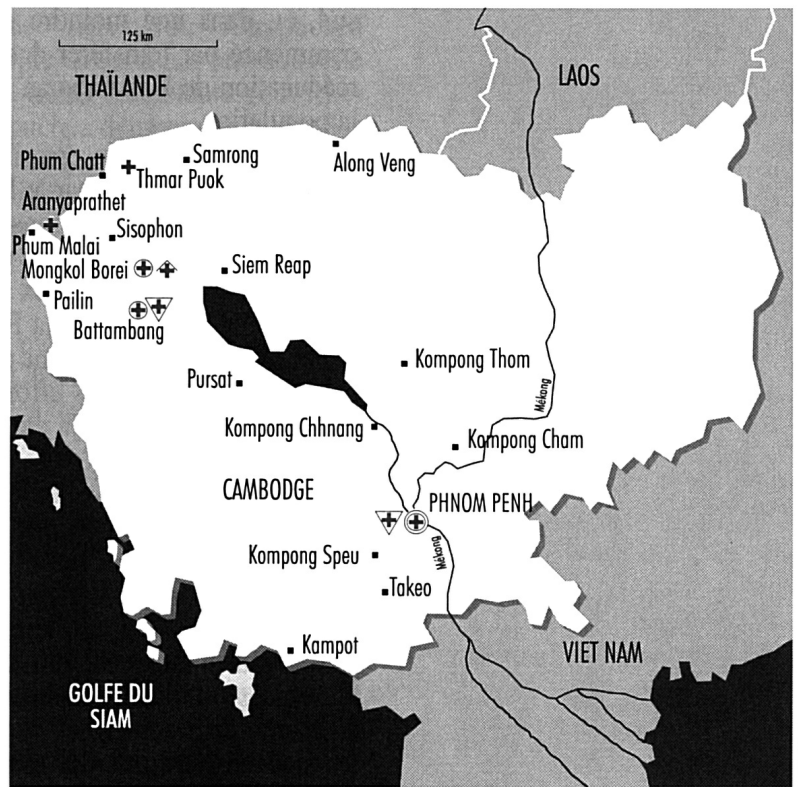 125 km
THAÏLANDE
LAOS
Phum Chatt
Samrong
Along Veng
Thmar Puok
Aranyaprathet
Sisophon
Phum Malai
Mongkol Borei
Siem Reap
Pailin
Battambang
Kompong Thom
Pursat
Mékong
Kompong Chhnang
Kompong Cham
CAMBODGE
PHNOM PENH
Kompong Speu
Mékong
Takeo
Kampot
VIET NAM
GOLFE DU
SIAM